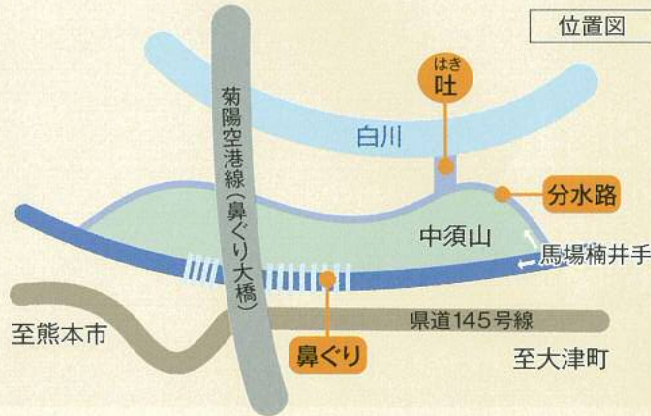 位置図
はき
吐
菊陽空港線(鼻ぐり大橋)
白川
分水路
中須山
馬場楠井手
県道145号線
至熊本市
鼻ぐり
至大津町